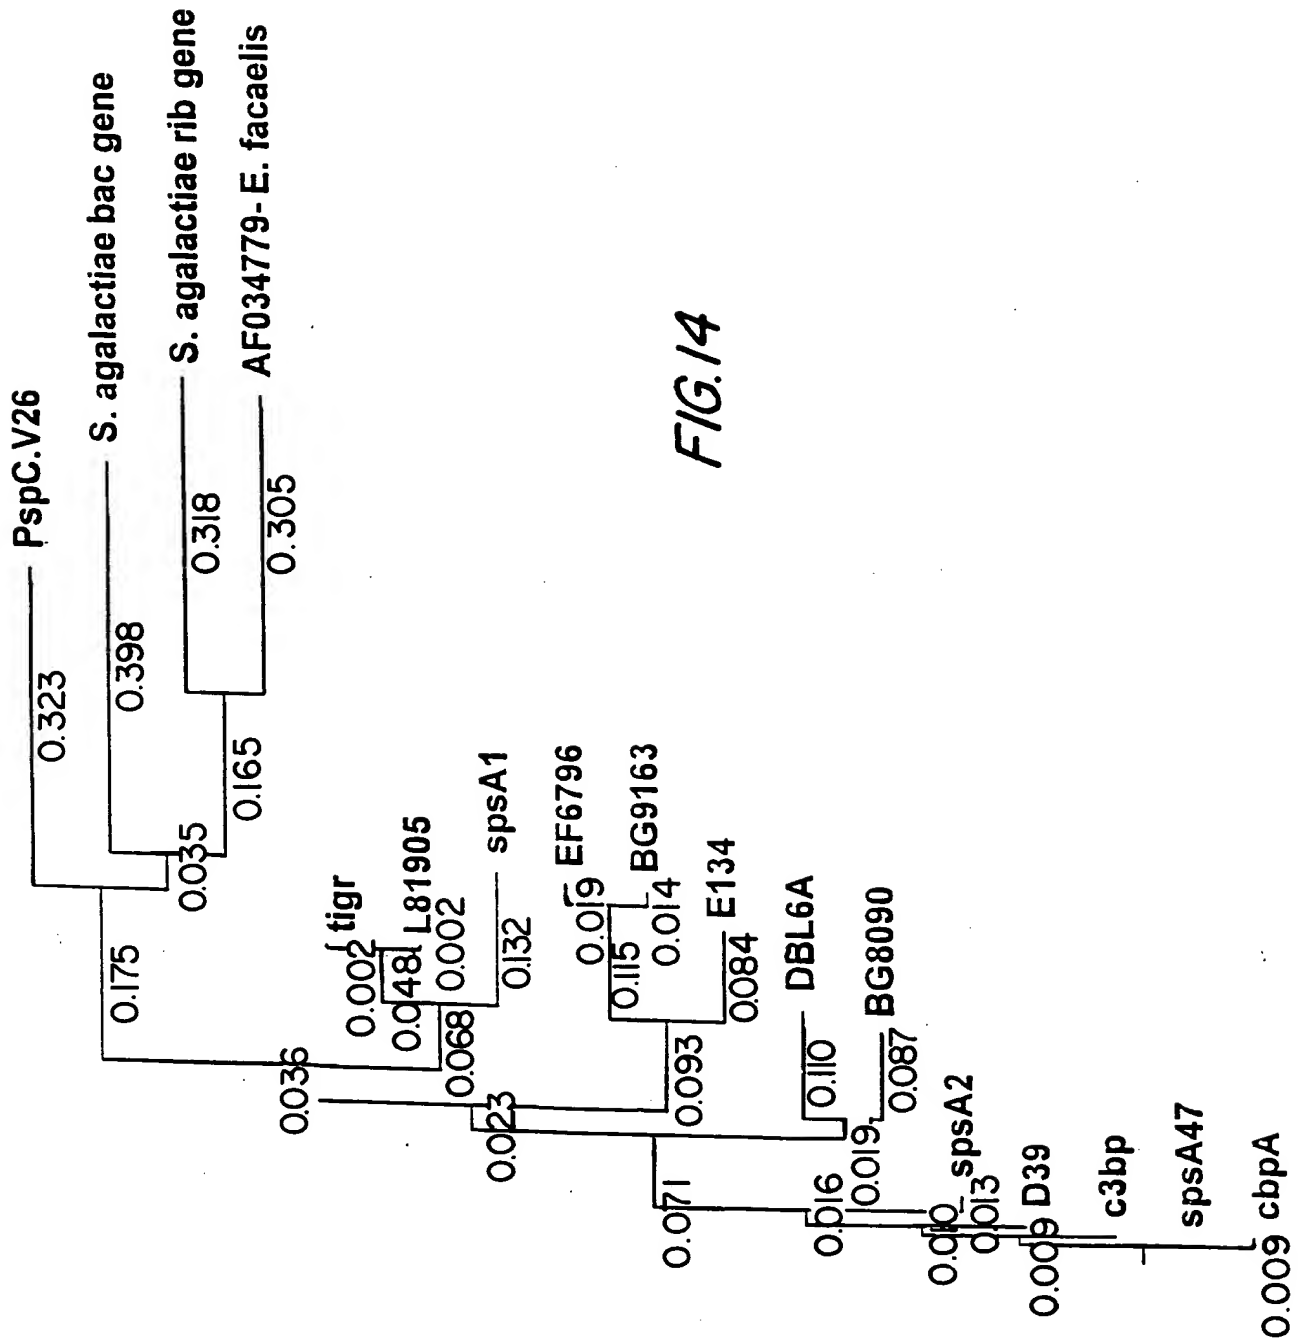 PspC.V26
0.323
S. agalactiae bac gene
0.398
S. agalactiae rib gene
0.318
AF034779- E. facaelis
0.305
0.165
0.035
0.175
tigr
0.002
L81905
0.002
0.048
spsA1
0.132
0.068
0.036
EF6796
0.019
BG9163
0.014
0.115
E134
0.084
0.093
0.023
DBL6A
0.110
BG8090
0.087
0.019
0.071
spsA2
0.013
0.016
D39
0.010
c3bp
0.009
spsA47
cbpA
0.009
FIG.14